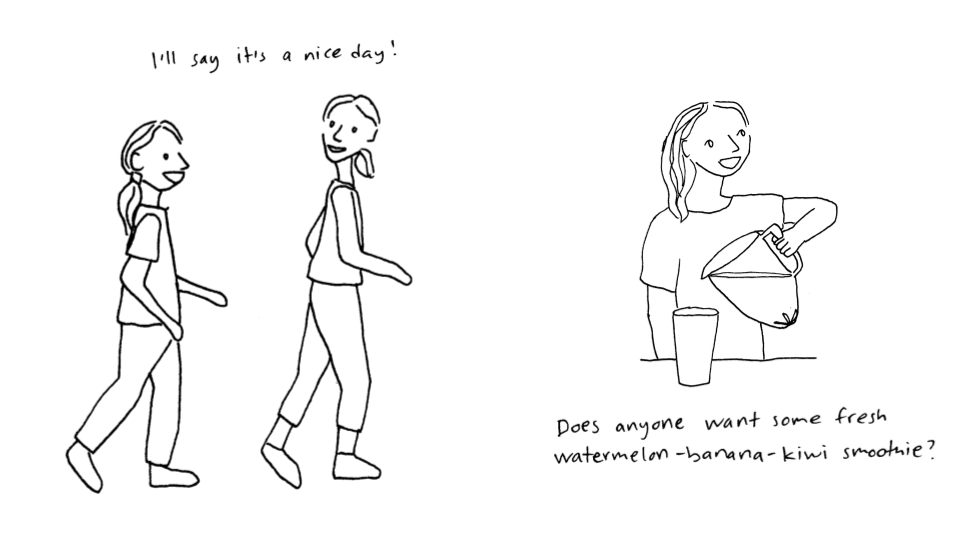 I'll say it's a nice day!
Does anyone want some fresh
watermelon-banana-kiwi smoothie?